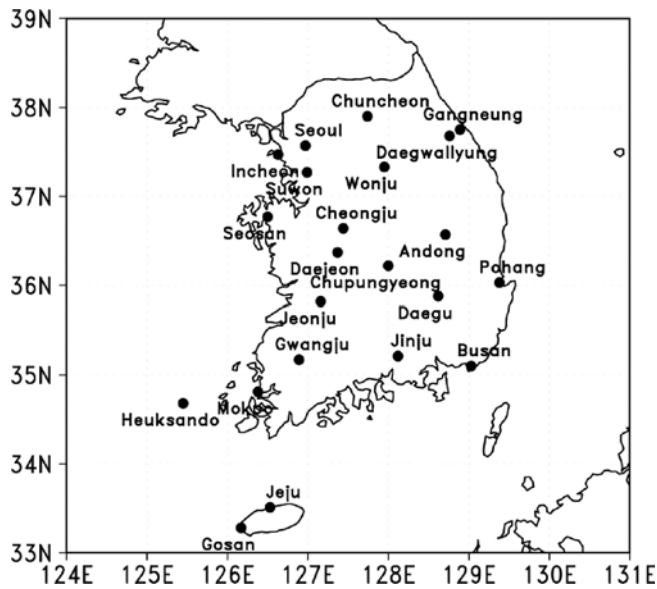 39N
38N
37N
36N
35N
34N
33N
Chuncheon
Gangneung
Seoul
Daegwallyung
Incheon
Suwon
Wonju
Cheongju
Seosan
Andong
Daejeon
Pohang
Chupungyeong
Daegu
Jeonju
Gwangju
Jinju
Busan
Mokpo
Heuksando
Jeju
Gosan
124E 125E 126E 127E 128E 129E 130E 131E